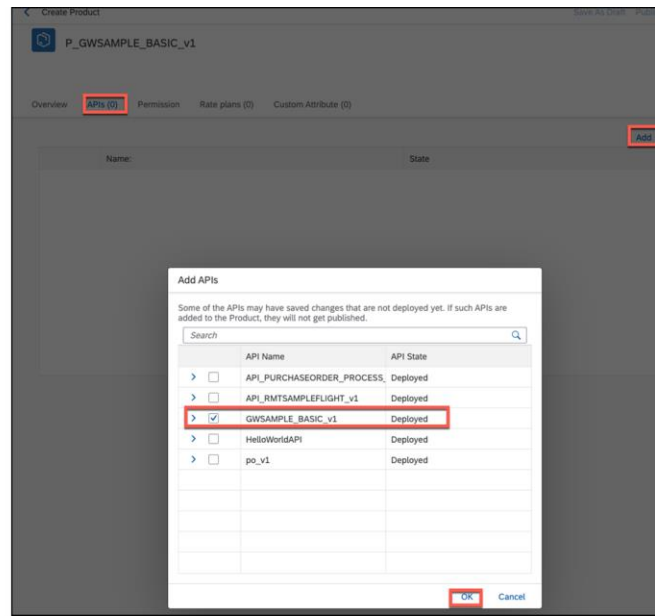 Create Product
Save As Draft
P_GWSAMPLE_BASIC_v1
Overview APIs (0) Permission Rate plans (0) Custom Attribute (0)
Add
Name: State
Add APIs
Some of the APIs may have saved changes that are not deployed yet. If such APIs are
added to the Product, they will not get published.
Search
API Name API State
API_PURCHASEORDER_PROCESS_ Deployed
API_RMTSAMPLEFLIGHT_v1 Deployed
GWSAMPLE_BASIC_v1 Deployed
HelloWorldAPI Deployed
po_v1 Deployed
OK Cancel